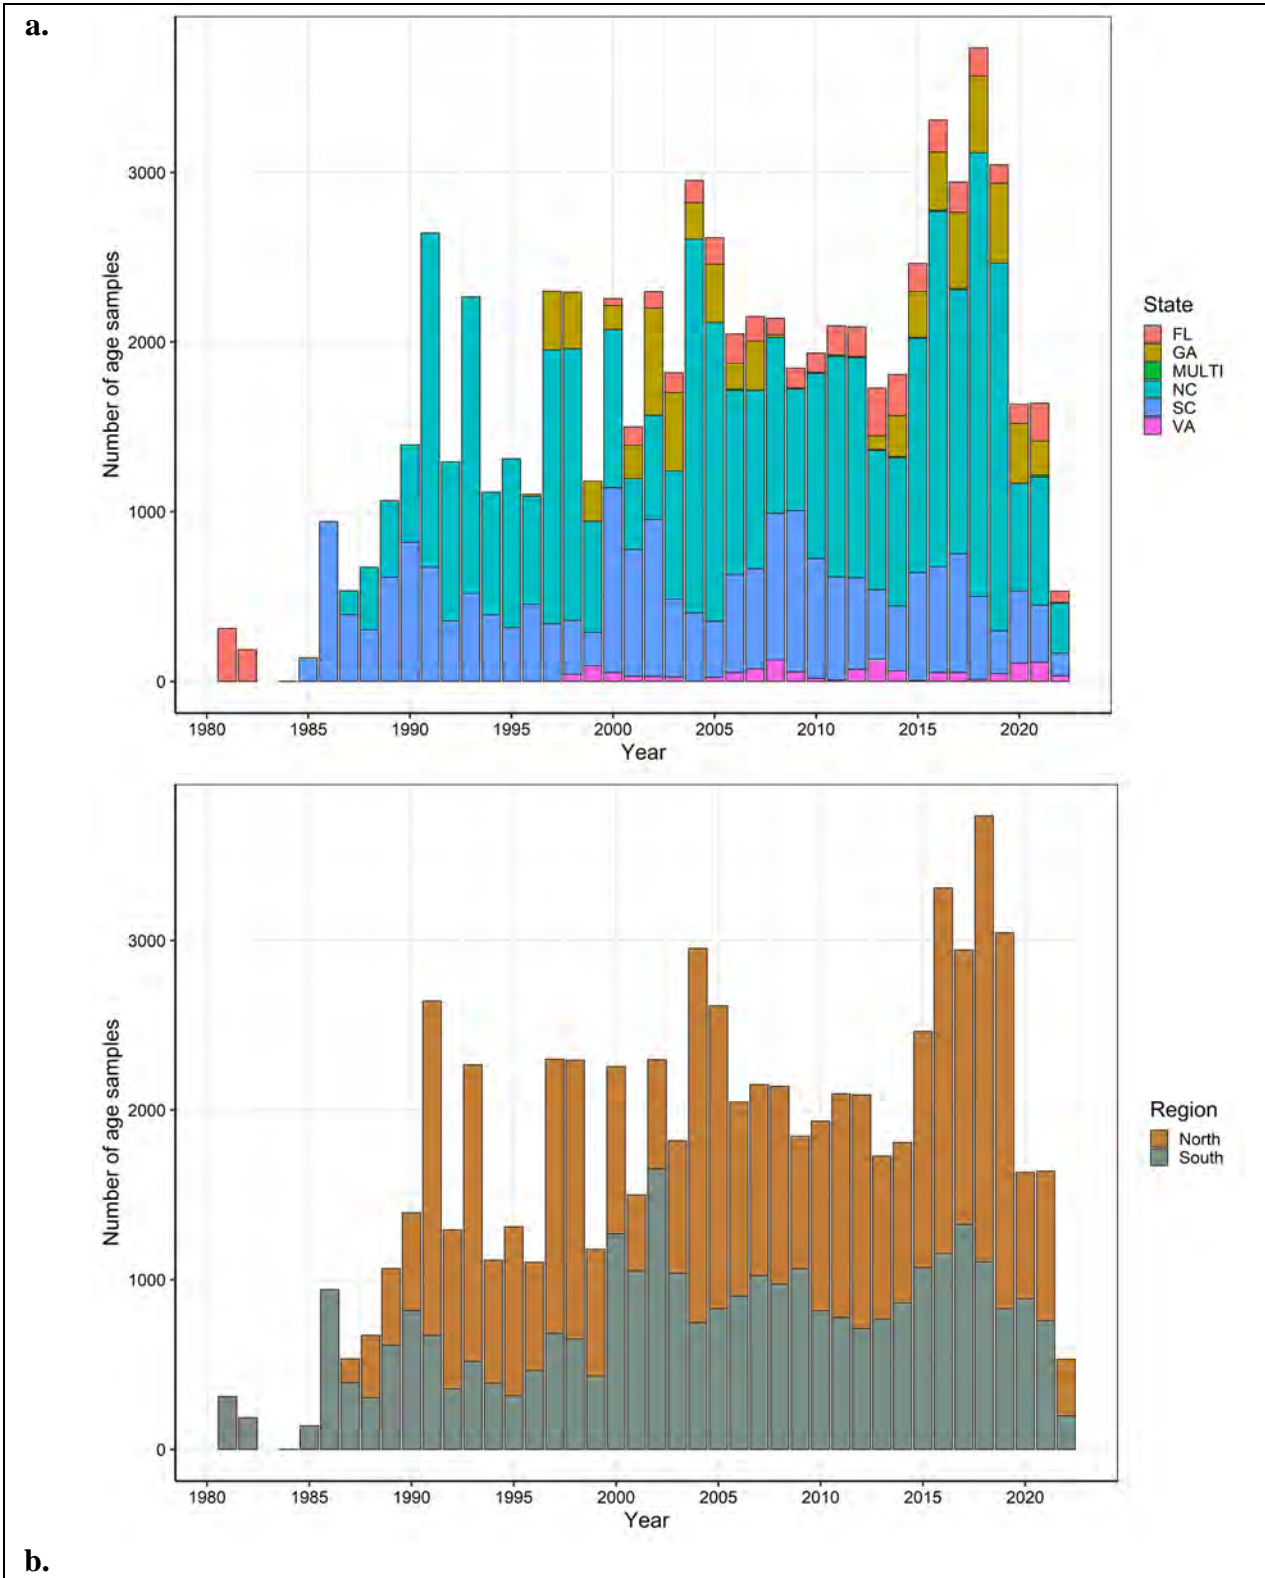 a.
3000
2000
1000
0
Number of age samples
1980 1985 1990 1995 2000 2005 2010 2015 2020
Year
State
FL
GA
MULTI
NC
SC
VA
3000
2000
1000
0
Number of age samples
1980 1985 1990 1995 2000 2005 2010 2015 2020
Year
Region
North
South
b.